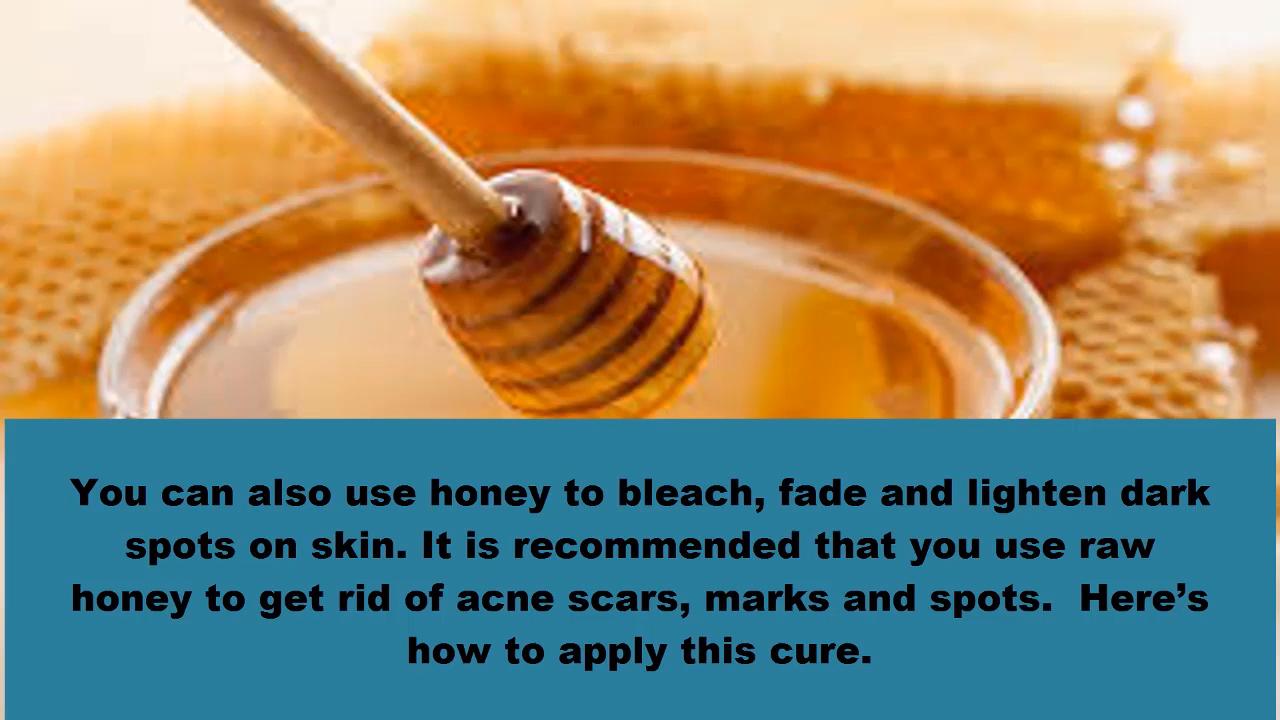 You can also use honey to bleach, fade and lighten dark
spots on skin. It is recommended that you use raw
honey to get rid of acne scars, marks and spots.  Here’s
how to apply this cure.